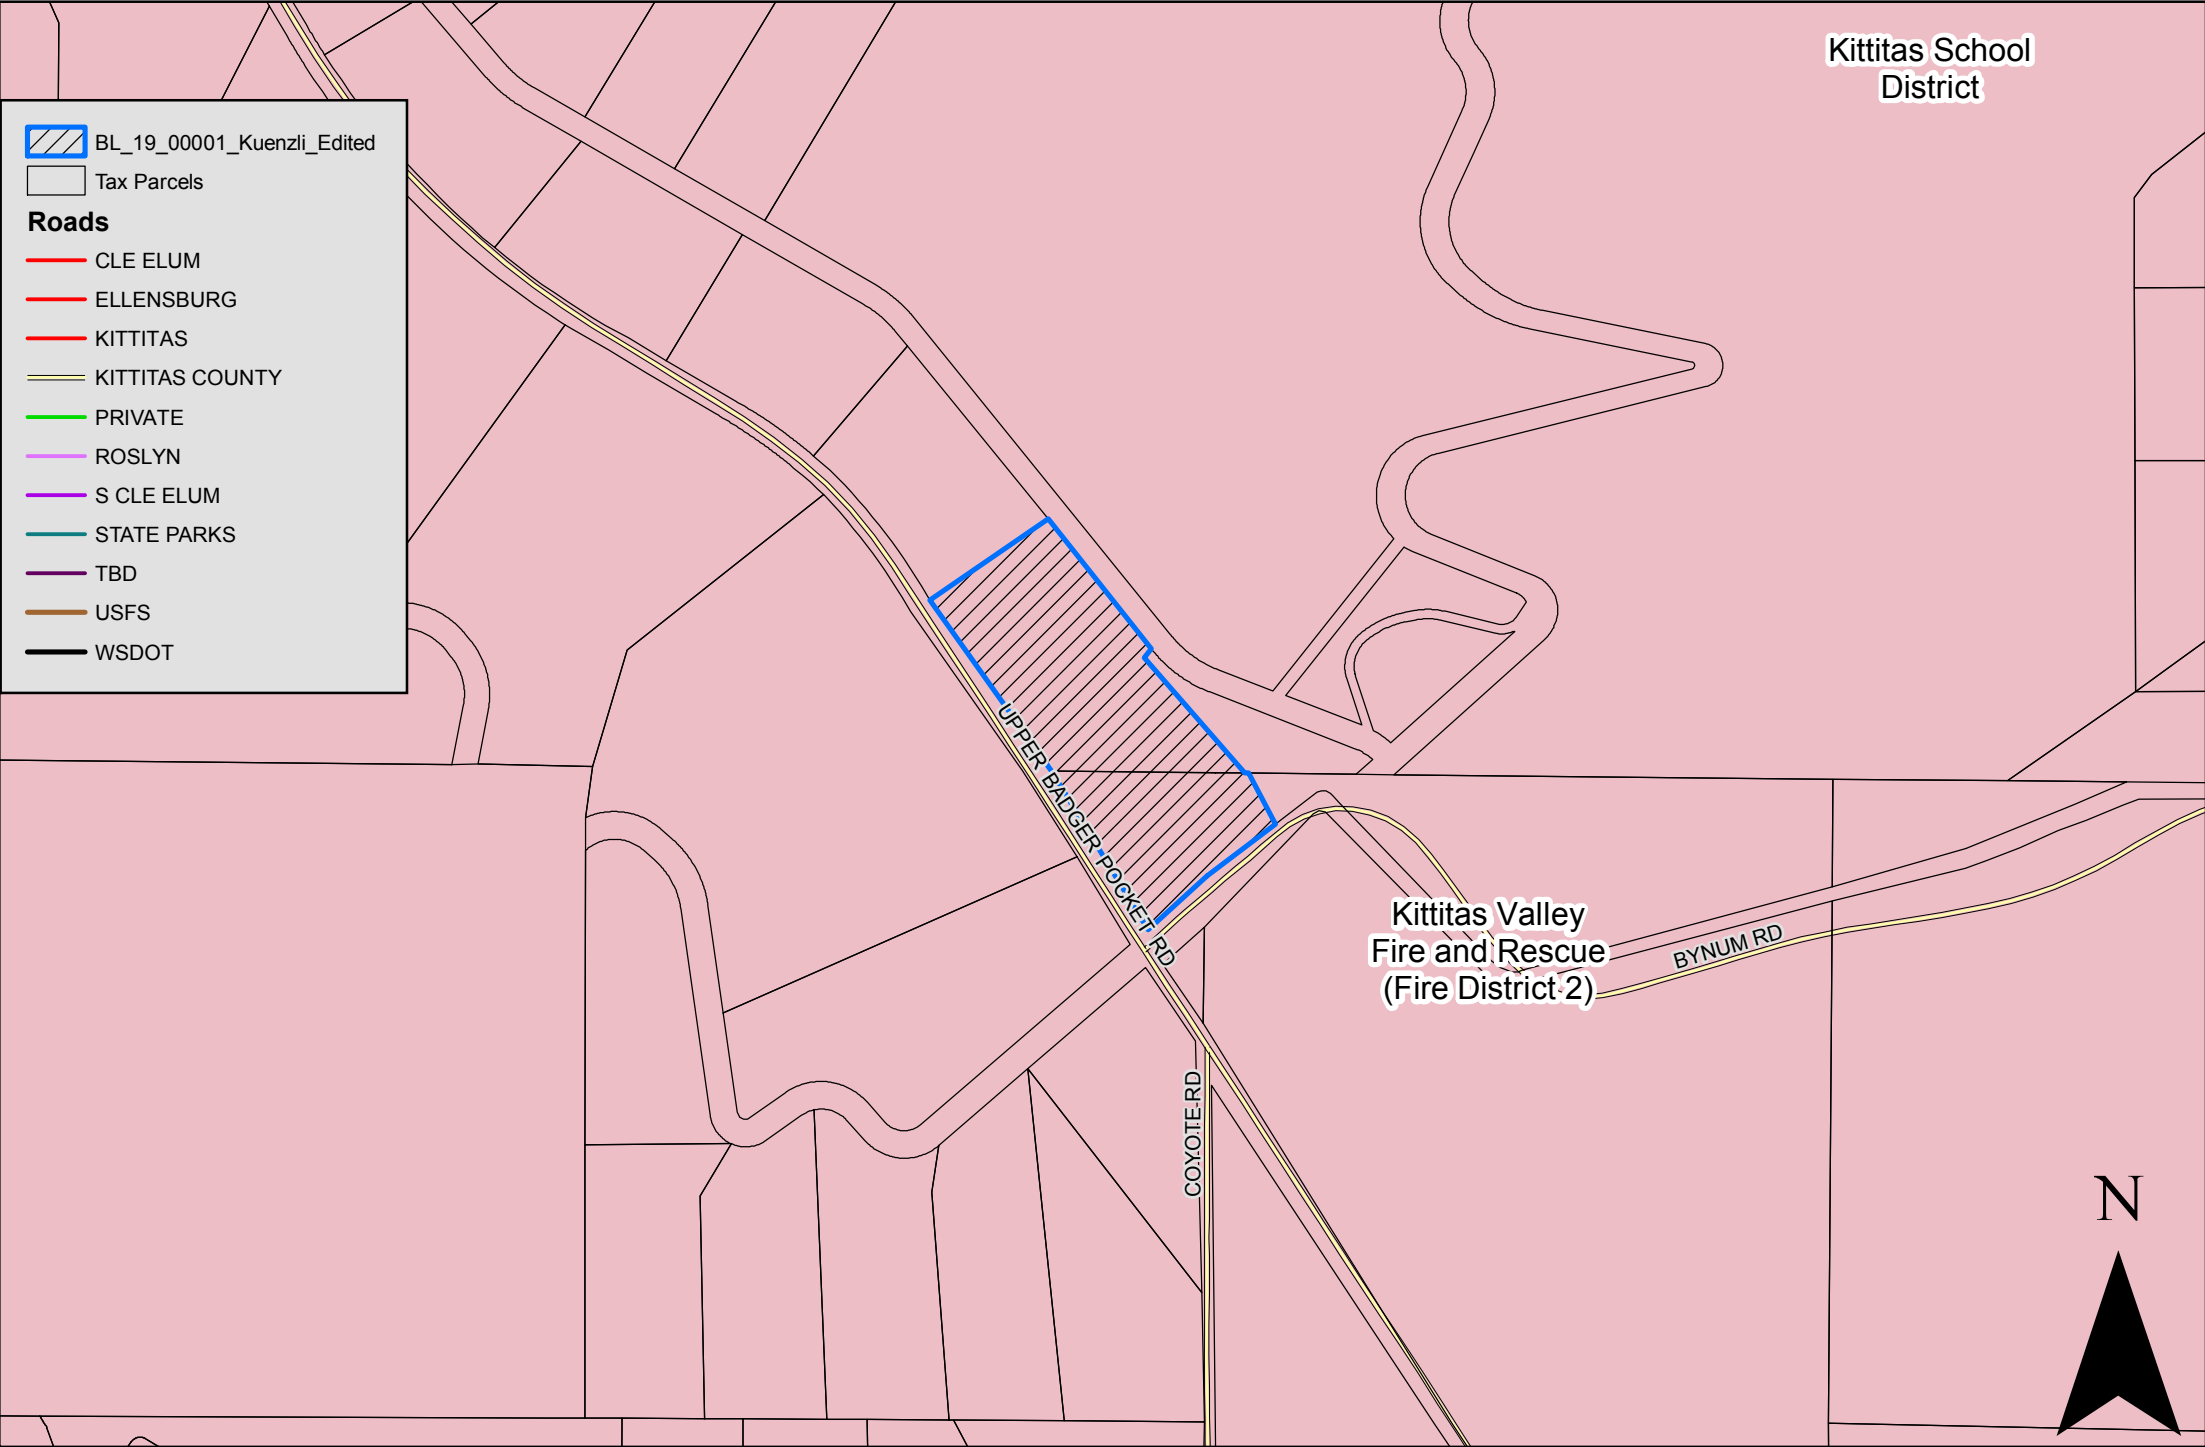 Kittitas School
District
BL_19_00001_Kuenzli_Edited
Tax Parcels
Roads
CLE ELUM
ELLENSBURG
KITTITAS
KITTITAS COUNTY
PRIVATE
ROSLYN
S CLE ELUM
STATE PARKS
TBD
USFS
WSDOT
UPPER BADGER POCKET RD
Kittitas Valley
Fire and Rescue
(Fire District 2)
BYNUM RD
COYOTE RD
N